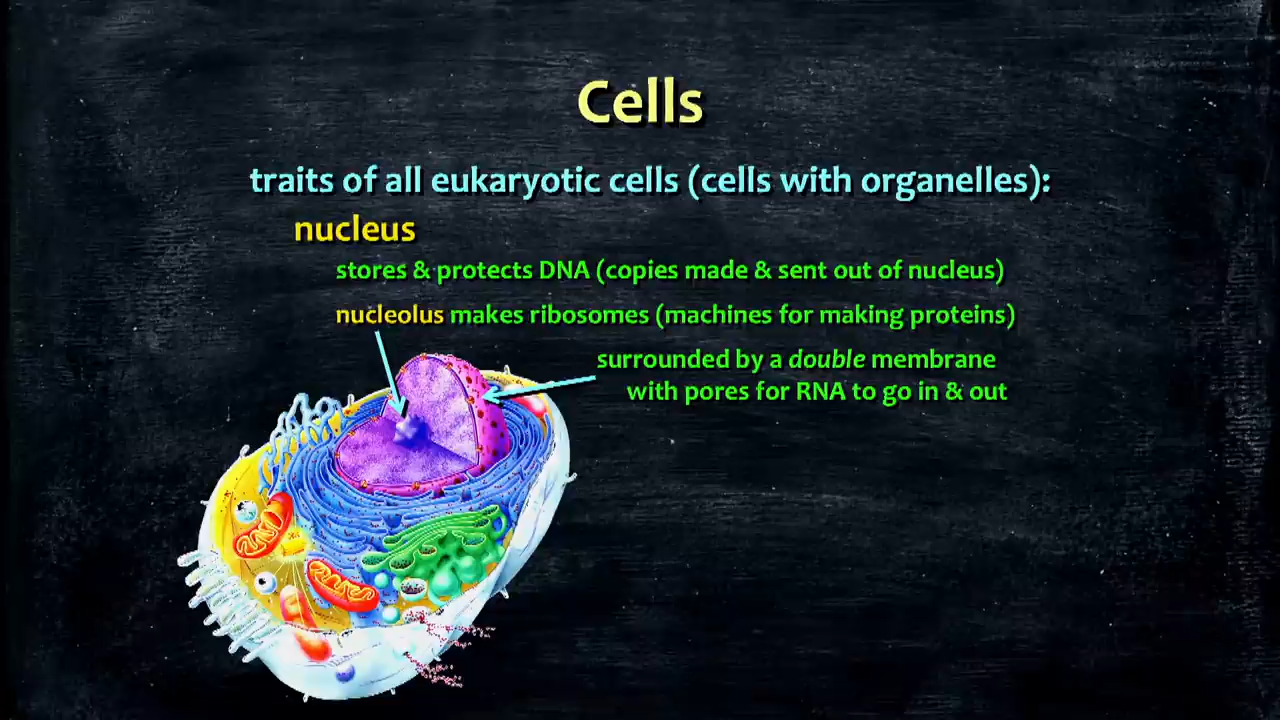 Cells
traits of all eukaryotic cells (cells with organelles):
nucleus
stores & protects DNA (copies made & sent out of nucleus)
nucleolus makes ribosomes (machines for making proteins)
surrounded by a double membrane
with pores for RNA to go in & out